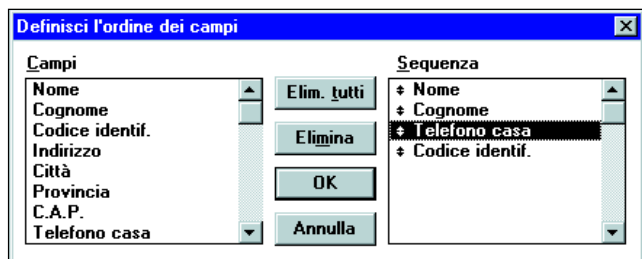 Definisci l'ordine dei campi
Campi
Nome
Cognome
Codice identif.
Indirizzo
Città
Provincia
C.A.P.
Telefono casa
Elim. tutti
Elimina
OK
Annulla
Sequenza
Nome
Cognome
Telefono casa
Codice identif.